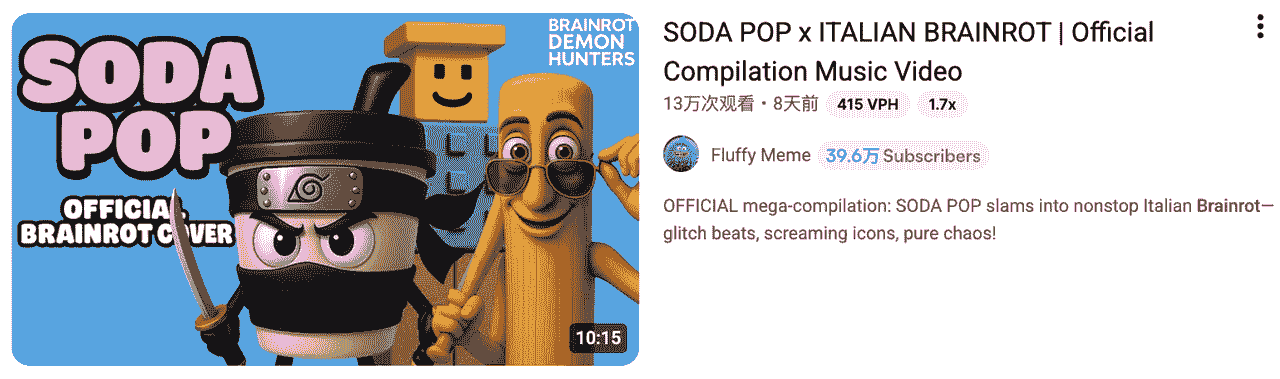 SODA
POP
OFFICIAL
BRAINROT COVER
BRAINROT
DEMON
HUNTERS
10:15
SODA POP x ITALIAN BRAINROT | Official
Compilation Music Video
13万次观看・8天前 415 VPH 1.7x
Fluffy Meme 39.6万 Subscribers
OFFICIAL mega-compilation: SODA POP slams into nonstop Italian Brainrot—
glitch beats, screaming icons, pure chaos!